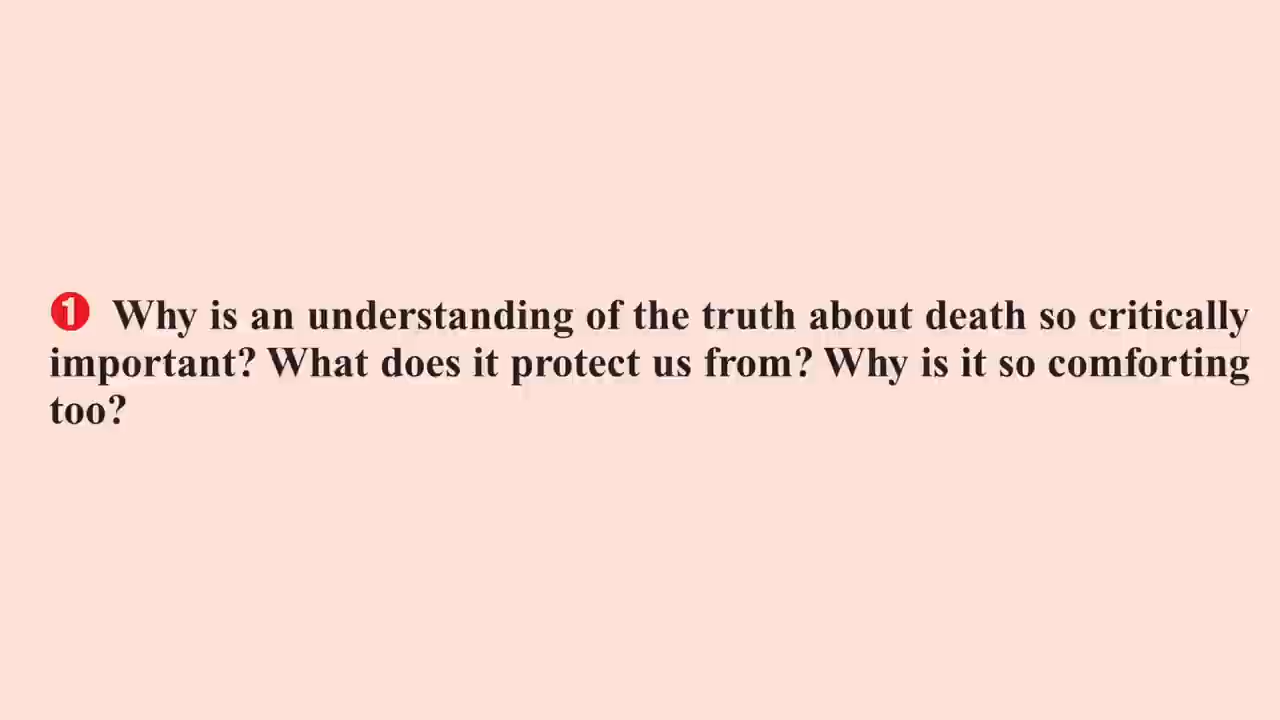 ❶ Why is an understanding of the truth about death so critically
important? What does it protect us from? Why is it so comforting
too?